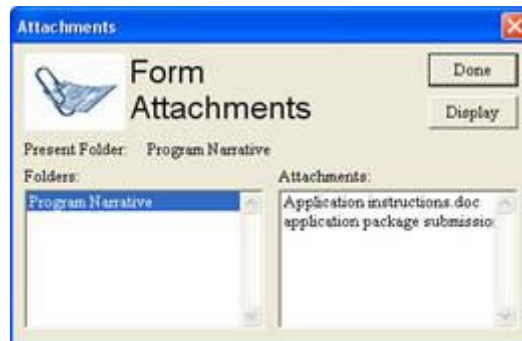 Attachments
Form
Attachments
Done
Display
Present Folder: Program Narrative
Folders:
Attachments:
Program Narrative
Application instructions.doc
application package submissio